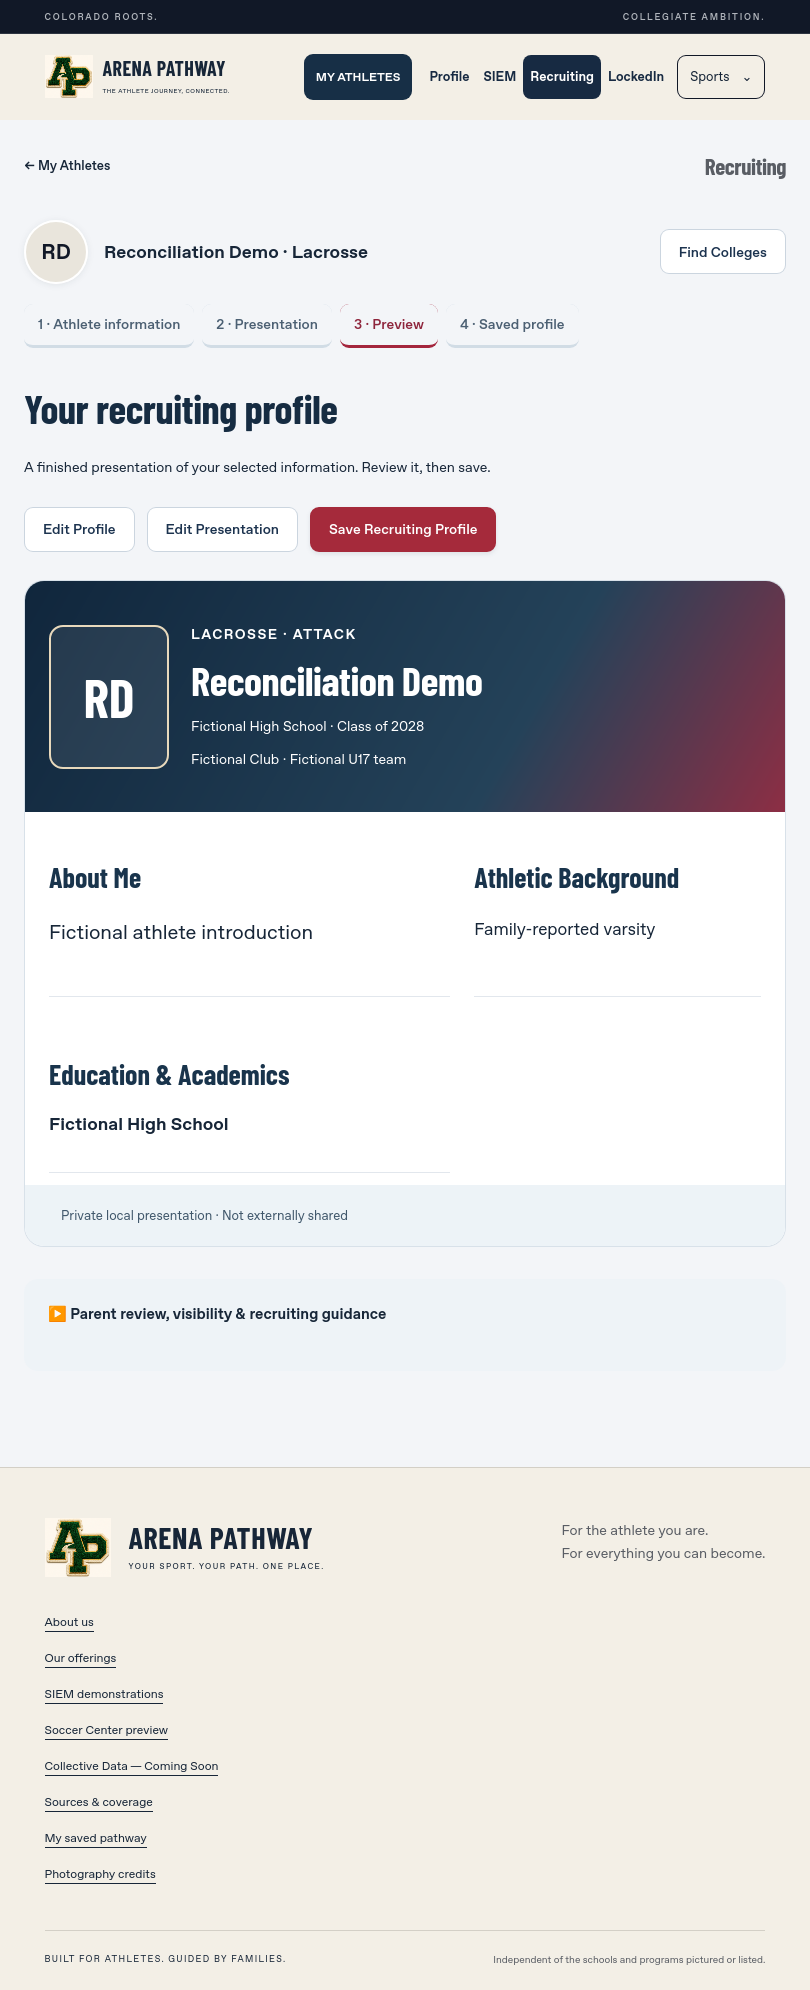 COLORADO ROOTS.
COLLEGIATE AMBITION.
AP
ARENA PATHWAY
THE ATHLETE JOURNEY, CONNECTED.
MY ATHLETES
Profile
SIEM
Recruiting
LockedIn
Sports
← My Athletes
Recruiting
RD
Reconciliation Demo · Lacrosse
Find Colleges
1 · Athlete information
2 · Presentation
3 · Preview
4 · Saved profile
Your recruiting profile
A finished presentation of your selected information. Review it, then save.
Edit Profile
Edit Presentation
Save Recruiting Profile
RD
LACROSSE · ATTACK
Reconciliation Demo
Fictional High School · Class of 2028
Fictional Club · Fictional U17 team
About Me
Fictional athlete introduction
Athletic Background
Family-reported varsity
Education & Academics
Fictional High School
Private local presentation · Not externally shared
▶️ Parent review, visibility & recruiting guidance
AP
ARENA PATHWAY
YOUR SPORT. YOUR PATH. ONE PLACE.
For the athlete you are.
For everything you can become.
About us
Our offerings
SIEM demonstrations
Soccer Center preview
Collective Data — Coming Soon
Sources & coverage
My saved pathway
Photography credits
BUILT FOR ATHLETES. GUIDED BY FAMILIES.
Independent of the schools and programs pictured or listed.